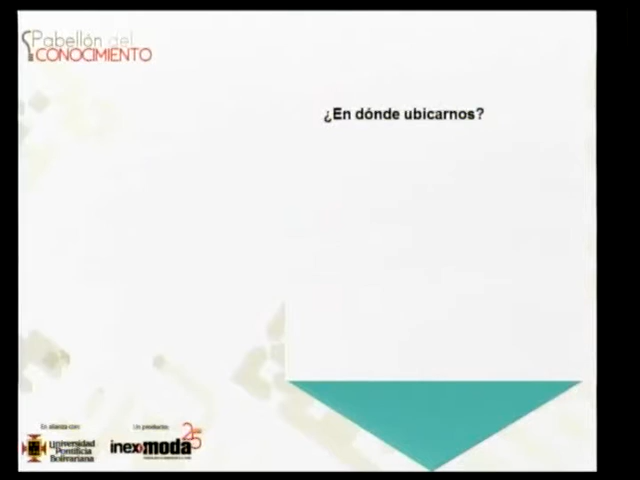 Pabellón del
CONOCIMIENTO
¿En dónde ubicarnos?
En alianza con:
Universidad
Pontificia
Bolivariana
Un producto:
inexmoda
25